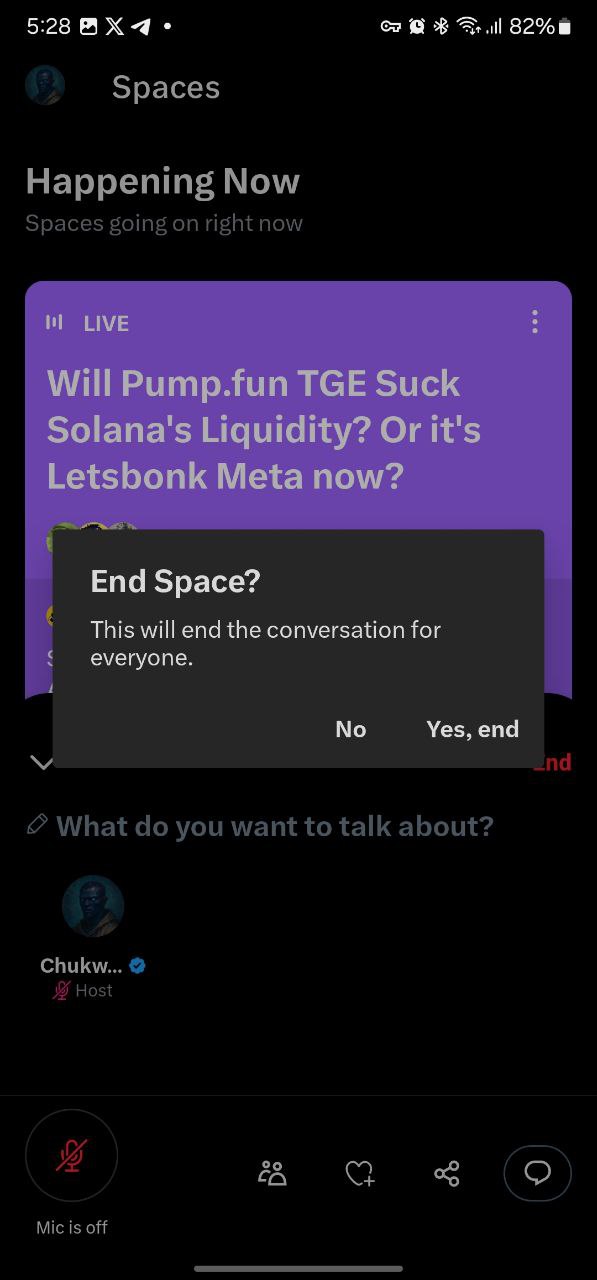 5:28
82%
Spaces
Happening Now
Spaces going on right now
LIVE
Will Pump.fun TGE Suck
Solana's Liquidity? Or it's
Letsbonk Meta now?
End Space?
This will end the conversation for
everyone.
No
Yes, end
What do you want to talk about?
Chukw...
Host
Mic is off